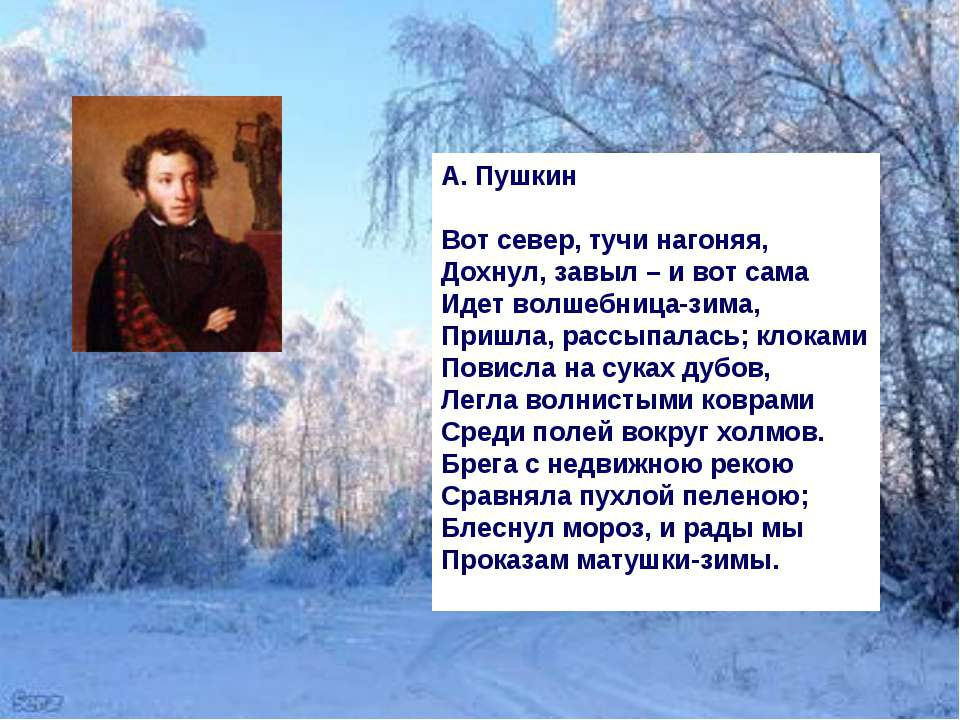 А. Пушкин
Вот север, тучи нагоняя,
Дохнул, завыл – и вот сама
Идет волшебница-зима,
Пришла, рассыпалась; клоками
Повисла на суках дубов,
Легла волнистыми коврами
Среди полей вокруг холмов.
Брега с недвижною рекою
Сравняла пухлой пеленою;
Блеснул мороз, и рады мы
Проказам матушки-зимы.